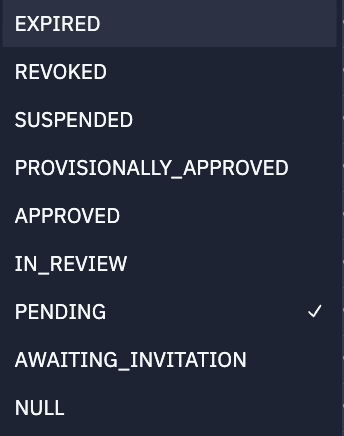 EXPIRED
REVOKED
SUSPENDED
PROVISIONALLY_APPROVED
APPROVED
IN_REVIEW
PENDING
AWAITING_INVITATION
NULL